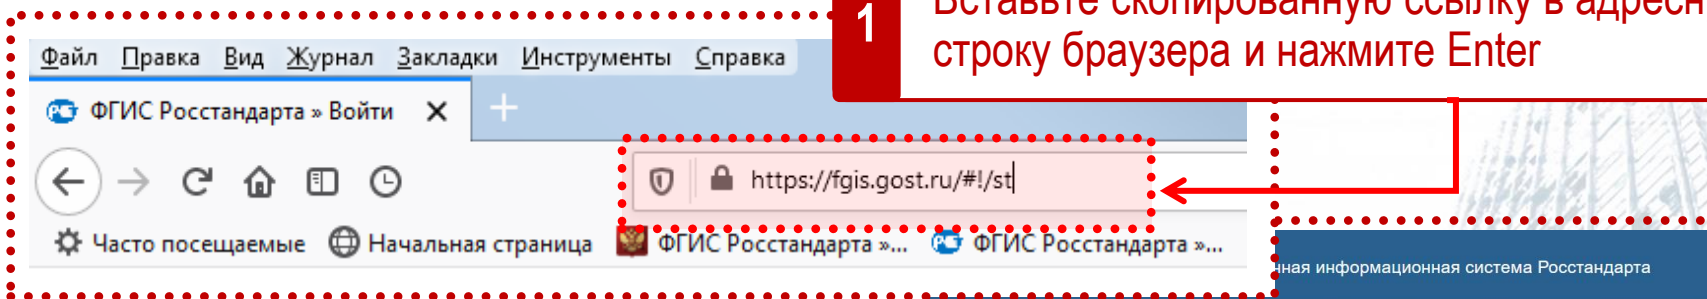 1
Вставьте скопированную ссылку в адресн
строку браузера и нажмите Enter
Файл Правка Вид Журнал Закладки Инструменты Справка
ФГИС Росстандарта » Войти
https://fgis.gost.ru/#!/st
Часто посещаемые Начальная страница ФГИС Росстандарта »... ФГИС Росстандарта »...
нная информационная система Росстандарта